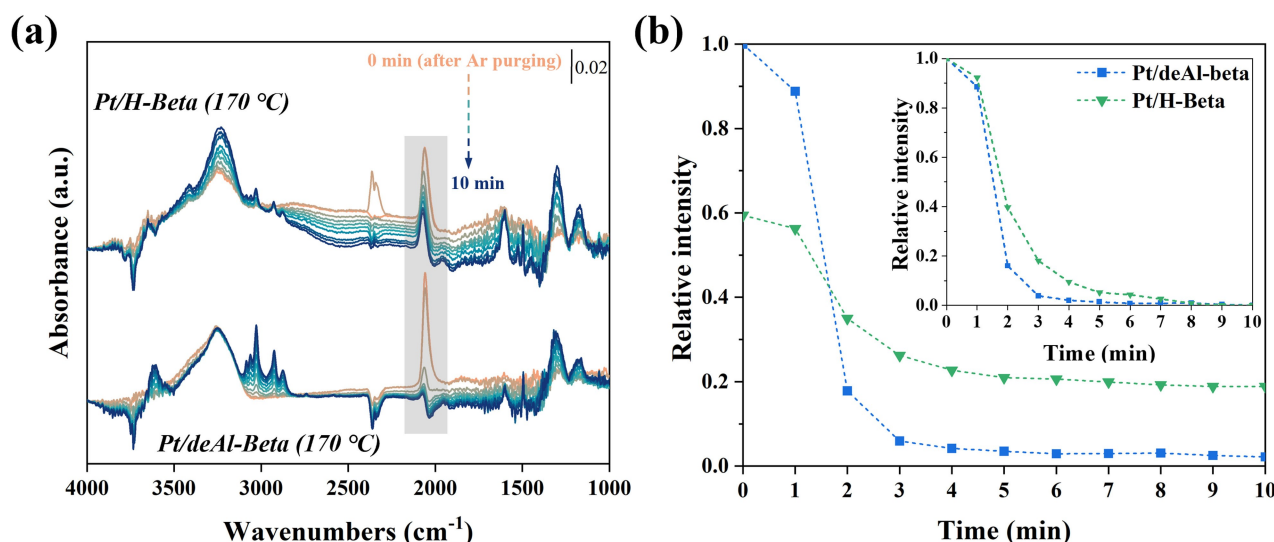 (a)
0 min (after Ar purging)
0.02
Pt/H-Beta (170 °C)
10 min
Pt/deAl-Beta (170 °C)
Absorbance (a.u.)
4000 3500 3000 2500 2000 1500 1000
Wavenumbers (cm⁻¹)
(b)
1.0
0.8
0.6
0.4
0.2
0.0
Relative intensity
0 1 2 3 4 5 6 7 8 9 10
Time (min)
Pt/deAl-beta
Pt/H-Beta
1.0
0.8
0.6
0.4
0.2
0.0
Relative intensity
0 1 2 3 4 5 6 7 8 9 10
Time (min)